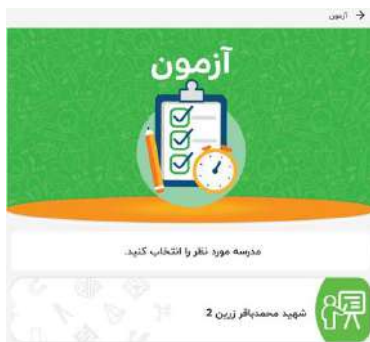 آزمون
آزمون
مدرسه مورد نظر را انتخاب کنید.
شهید محمدباقر زرین 2